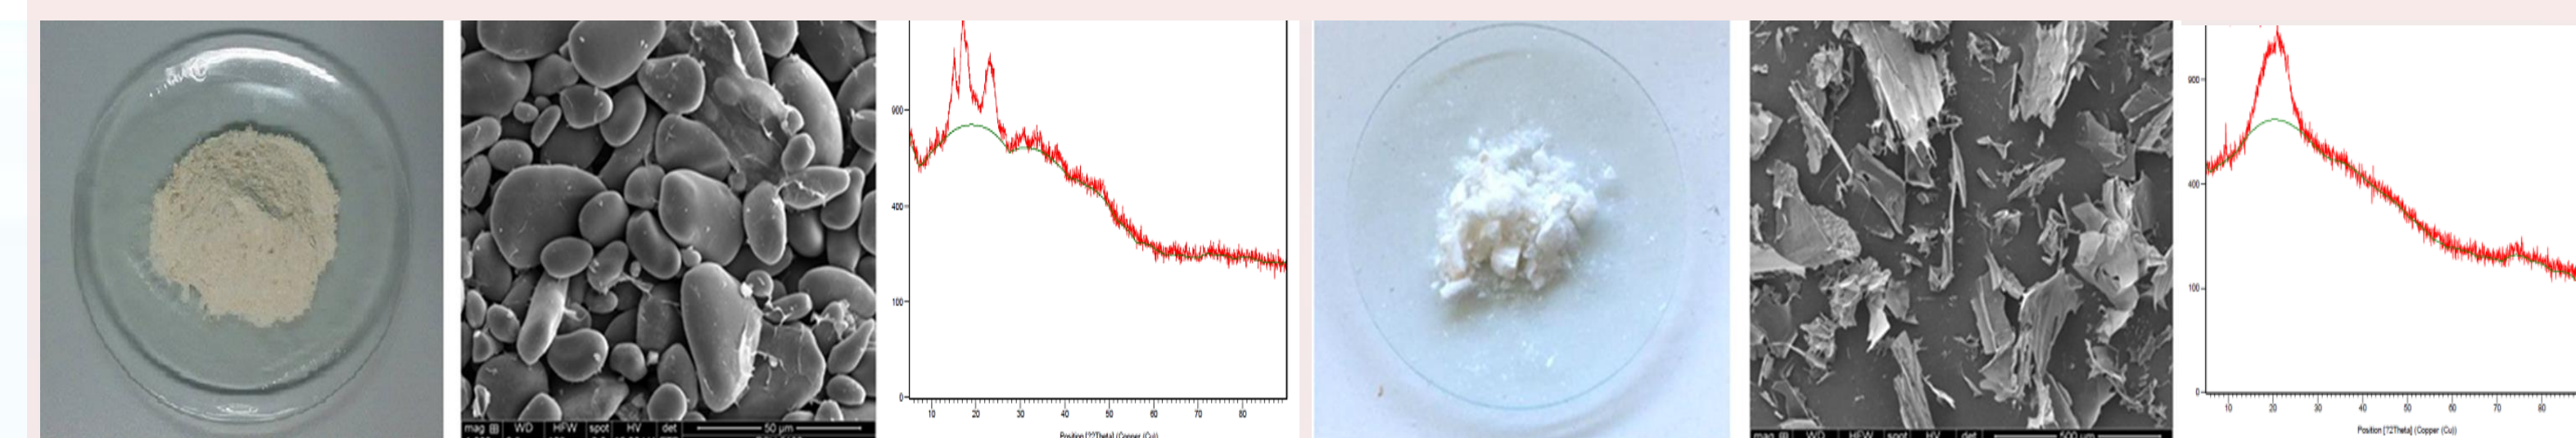 900
400
100
0
10 20 30 40 50 60 70 80
Position [?2Theta] (Copper (Cu))
mag WD HFW spot HV det 50 µm
900
400
100
0
10 20 30 40 50 60 70 80
Position [?2Theta] (Copper (Cu))
mag WD HFW spot HV det 500 µm